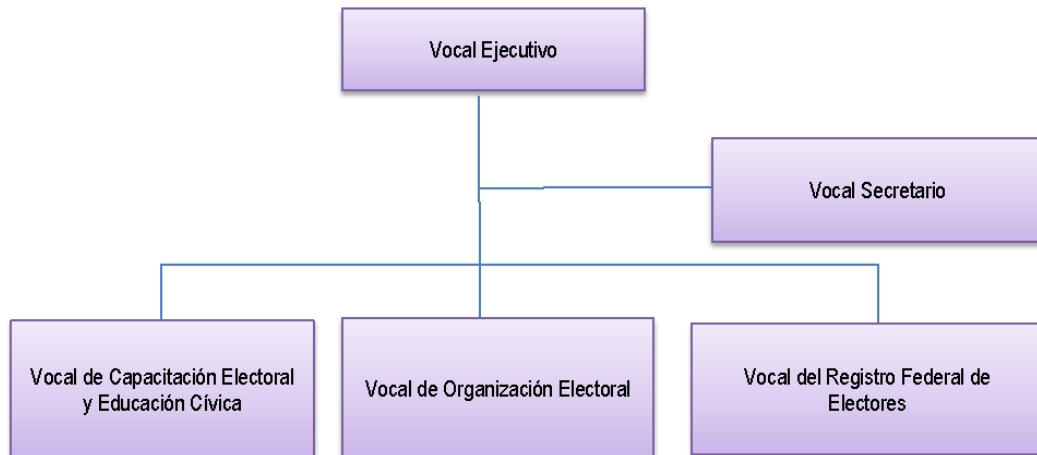 Vocal Ejecutivo
Vocal Secretario
Vocal de Capacitación Electoral
y Educación Cívica
Vocal de Organización Electoral
Vocal del Registro Federal de
Electores